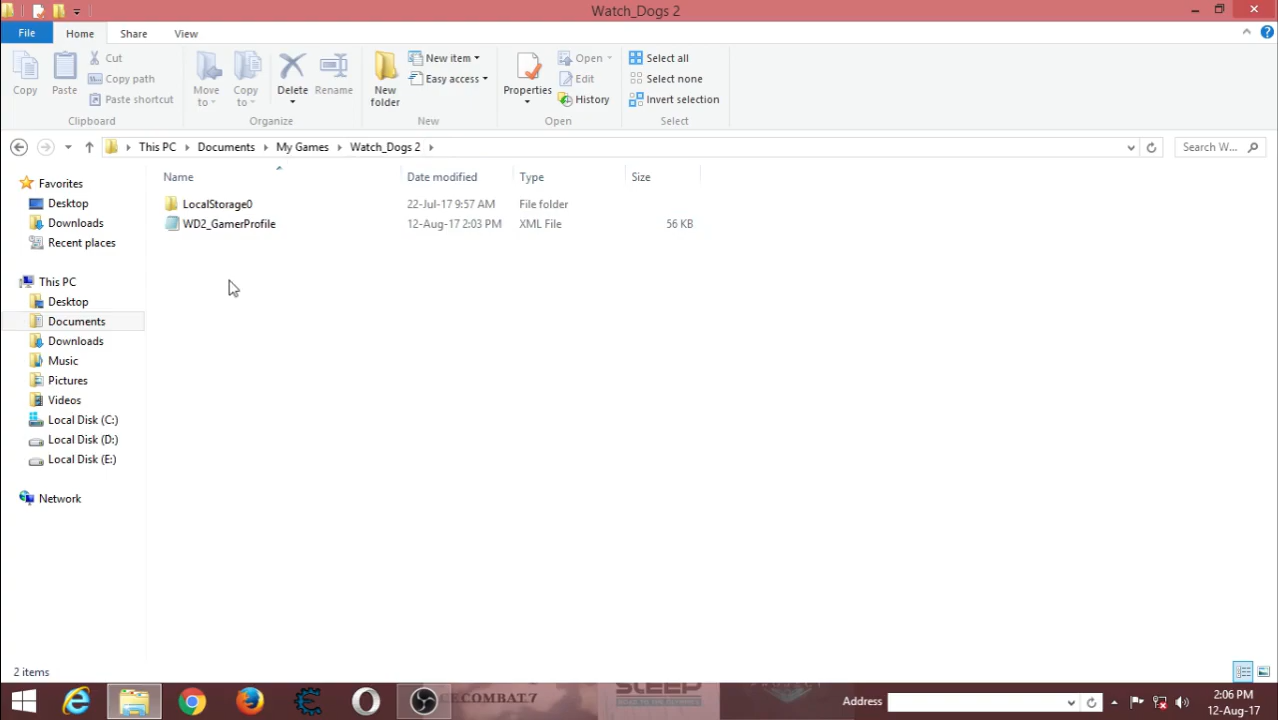 Watch_Dogs 2
File Home Share View
Copy
Paste
Cut
Copy path
Paste shortcut
Clipboard
Move to
Copy to
Delete
Rename
Organize
New folder
New item
Easy access
New
Properties
Open
Edit
History
Open
Select all
Select none
Invert selection
Select
This PC Documents My Games Watch_Dogs 2
Search W...
Favorites
Desktop
Downloads
Recent places
This PC
Desktop
Documents
Downloads
Music
Pictures
Videos
Local Disk (C:)
Local Disk (D:)
Local Disk (E:)
Network
Name Date modified Type Size
LocalStorage0 22-Jul-17 9:57 AM File folder
WD2_GamerProfile 12-Aug-17 2:03 PM XML File 56 KB
2 items
COMBAT 7
SLEEP
Address
2:06 PM
12-Aug-17